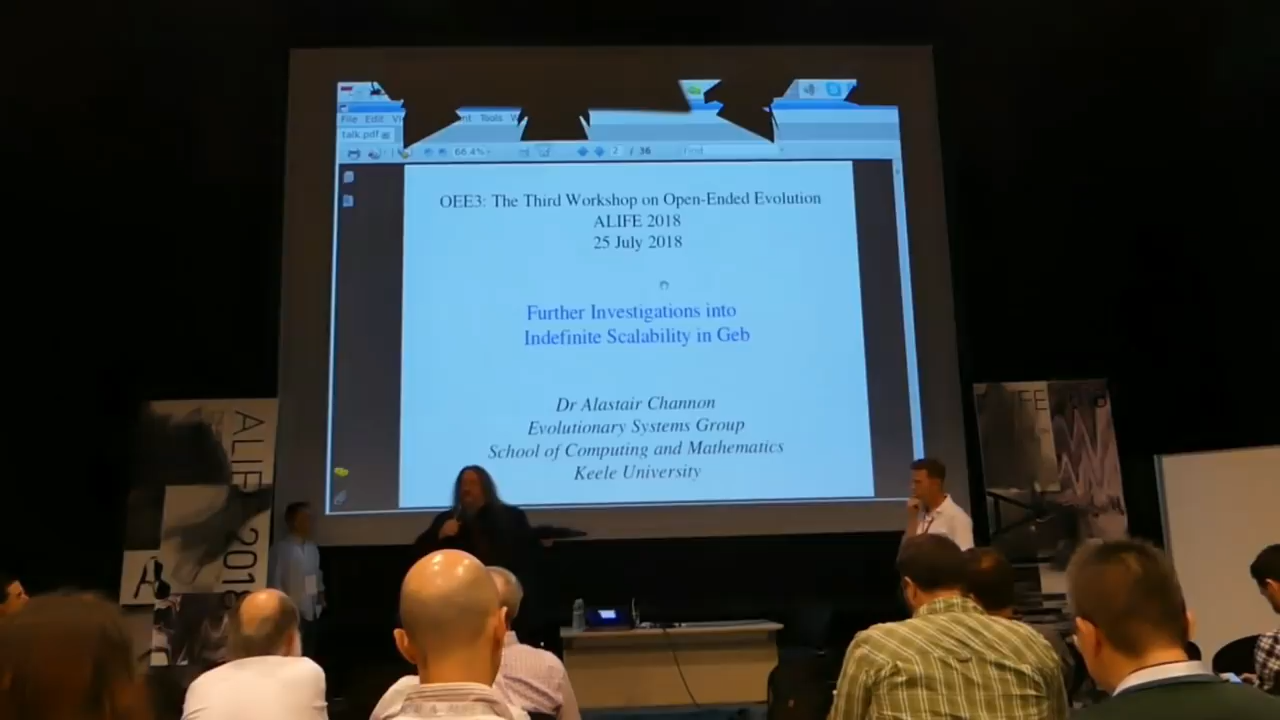 File Edit
Tools
talk.pdf
66.4%
2 / 36
Find
OEE3: The Third Workshop on Open-Ended Evolution
ALIFE 2018
25 July 2018
Further Investigations into
Indefinite Scalability in Geb
Dr Alastair Channon
Evolutionary Systems Group
School of Computing and Mathematics
Keele University
ALIFE 2018